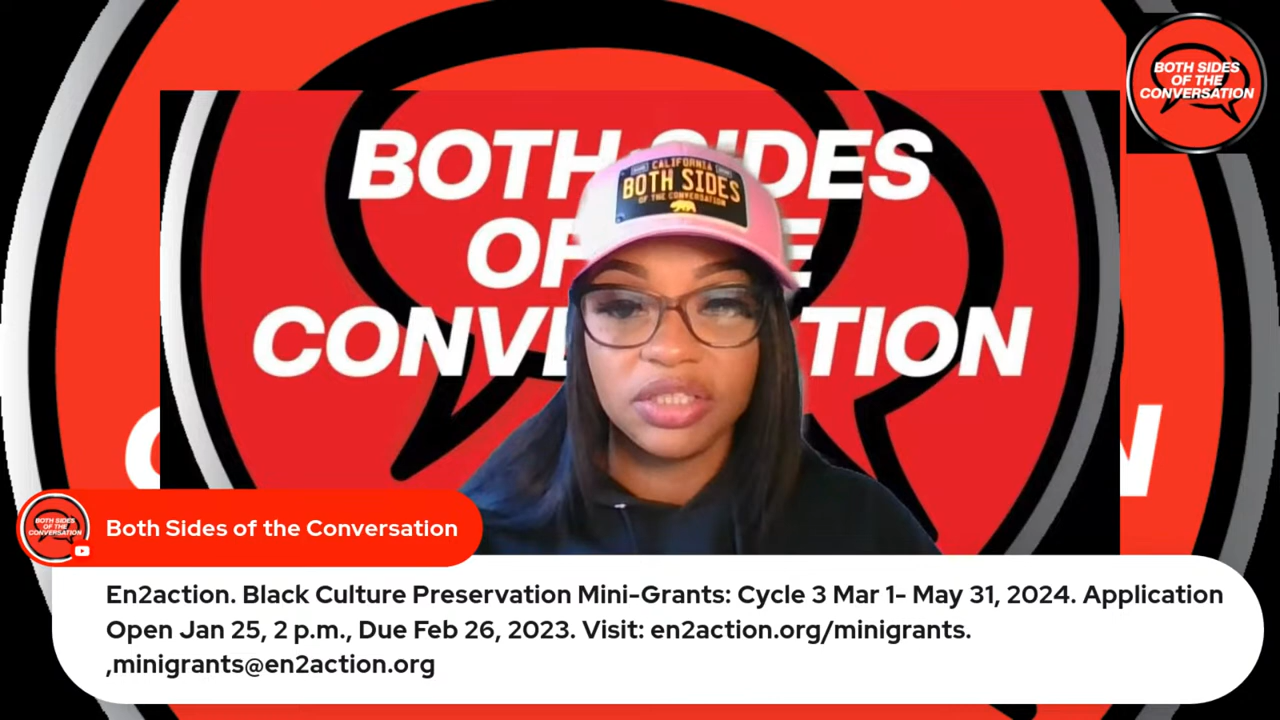 BOTH SIDES
OF THE
CONVERSATION
BOTH SIDES
OF
E
CONVE TION
CALIFORNIA
BOTH SIDES
OF THE CONVERSATION
BOTH SIDES
OF THE
CONVERSATION
Both Sides of the Conversation
En2action. Black Culture Preservation Mini-Grants: Cycle 3 Mar 1- May 31, 2024. Application
Open Jan 25, 2 p.m., Due Feb 26, 2023. Visit: en2action.org/minigrants.
,minigrants@en2action.org